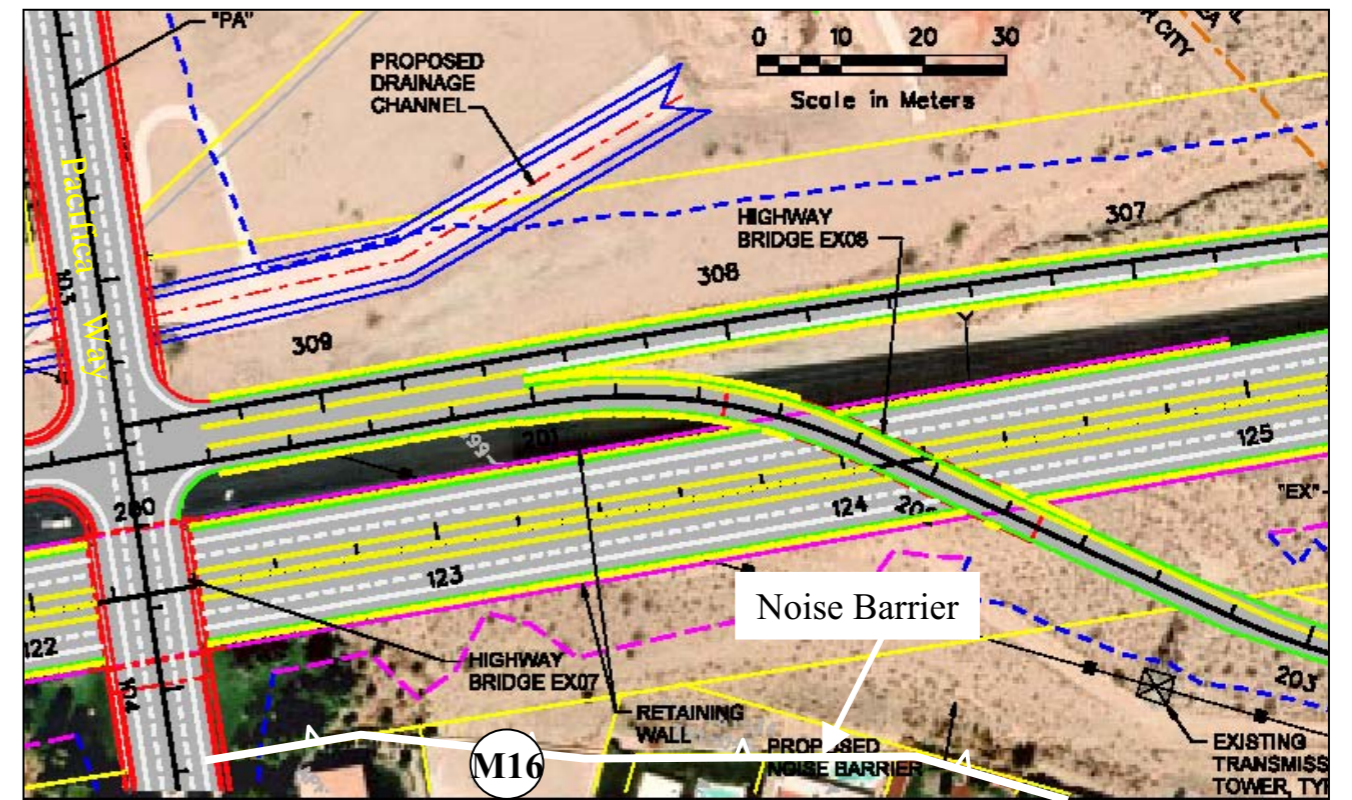 "PA"
PROPOSED
DRAINAGE
CHANNEL
0 10 20 30
Scale in Meters
CITY
Pacifica Way
103
HIGHWAY
BRIDGE EX08
307
308
309
201
200
125
124
"EX"
123
122
Noise Barrier
HIGHWAY
BRIDGE EX07
104
203
RETAINING
WALL
PROPOSED
NOISE BARRIER
M16
EXISTING
TRANSMISS
TOWER, TY